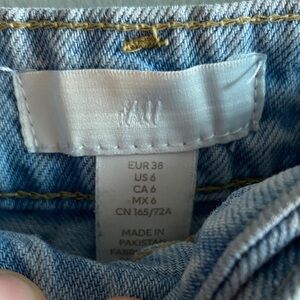 H&M
EUR 38
US 6
CA 6
MX 6
CN 165/72A
MADE IN
PAKISTAN